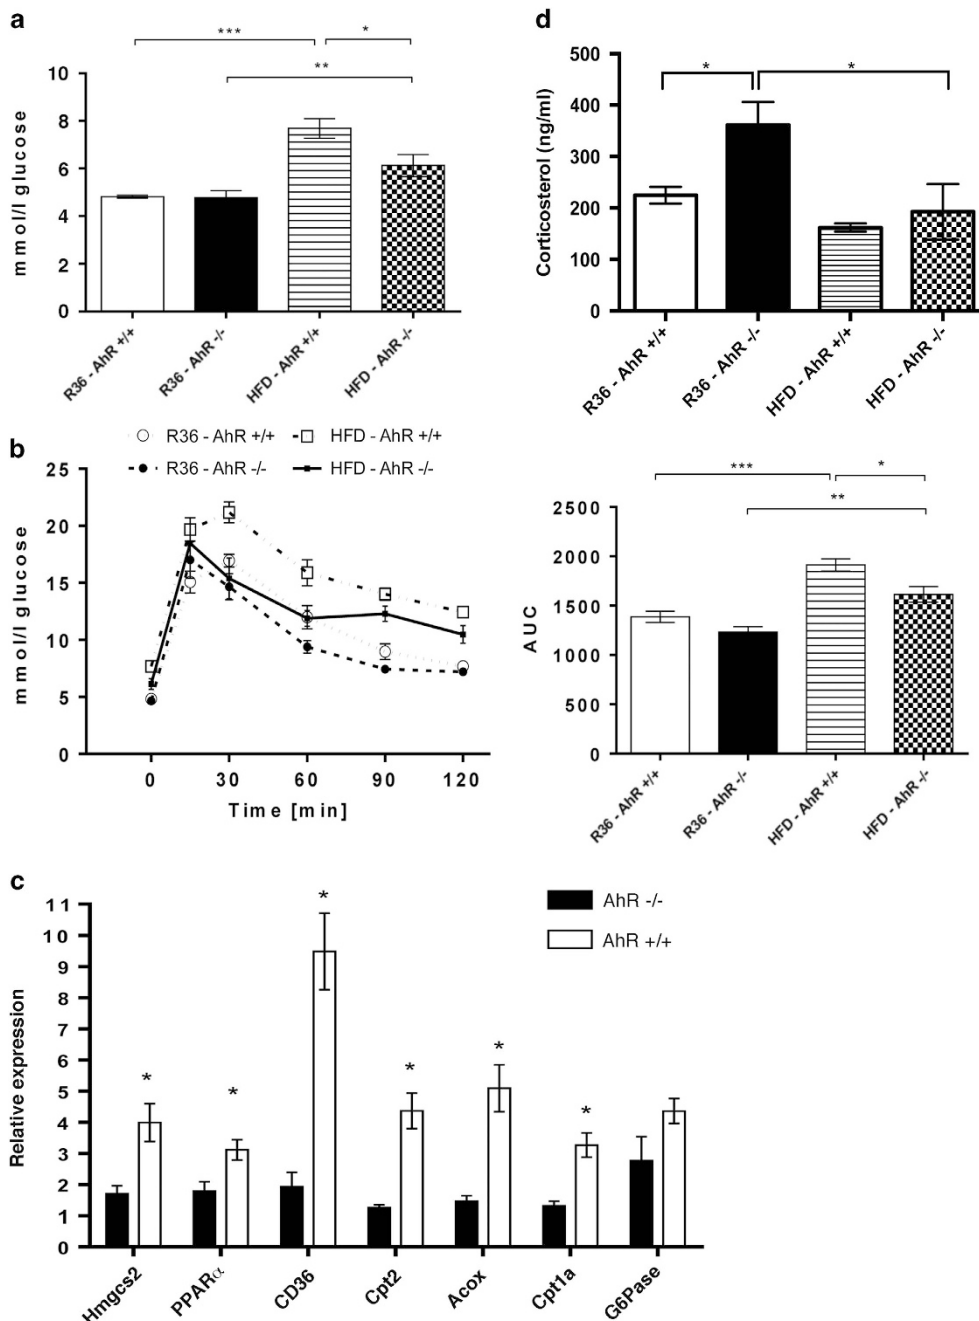 a
***
*
**
10
8
6
4
2
0
mmol/l glucose
R36 - AhR +/+
R36 - AhR -/-
HFD - AhR +/+
HFD - AhR -/-
d
*
*
500
400
300
200
100
0
Corticosterol (ng/ml)
R36 - AhR +/+
R36 - AhR -/-
HFD - AhR +/+
HFD - AhR -/-
b
R36 - AhR +/+
HFD - AhR +/+
R36 - AhR -/-
HFD - AhR -/-
25
20
15
10
5
0
mmol/l glucose
0 30 60 90 120
Time [min]
***
*
**
2500
2000
1500
1000
500
0
AUC
R36 - AhR +/+
R36 - AhR -/-
HFD - AhR +/+
HFD - AhR -/-
c
AhR -/-
AhR +/+
11
10
9
8
7
6
5
4
3
2
1
0
Relative expression
*
*
*
*
*
*
Hmgcs2
PPARα
CD36
Cpt2
Acox
Cpt1a
G6Pase